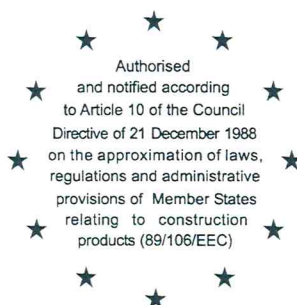 Authorised
and notified according
to Article 10 of the Council
Directive of 21 December 1988
on the approximation of laws,
regulations and administrative
provisions of Member States
relating to construction
products (89/106/EEC)